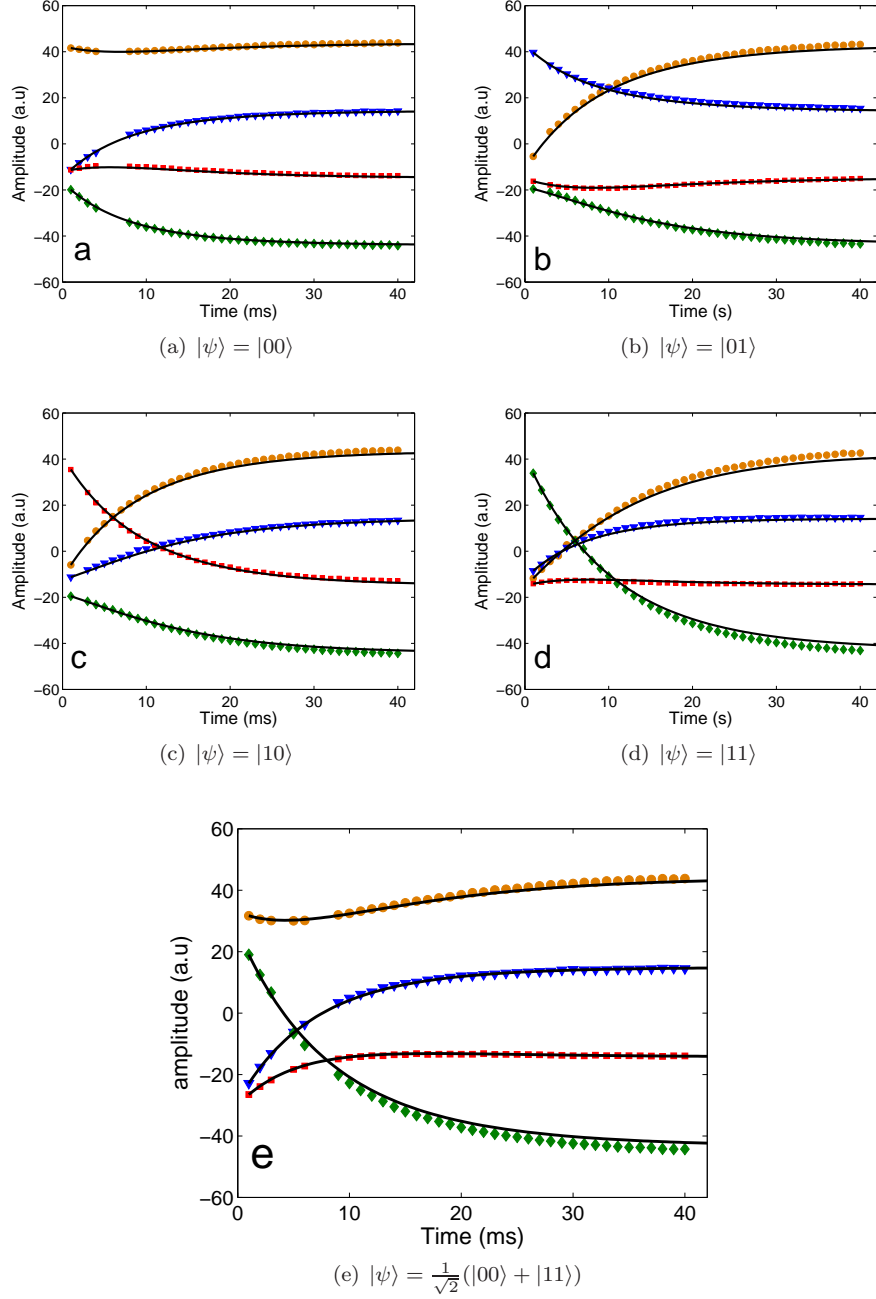 60
40
20
0
−20
−40
−60
0 10 20 30 40
Amplitude (a.u)
Time (ms)
a
(a) |ψ⟩ = |00⟩
60
40
20
0
−20
−40
−60
0 10 20 30 40
Amplitude (a.u)
Time (s)
b
(b) |ψ⟩ = |01⟩
60
40
20
0
−20
−40
−60
0 10 20 30 40
Amplitude (a.u)
Time (ms)
c
(c) |ψ⟩ = |10⟩
60
40
20
0
−20
−40
−60
0 10 20 30 40
Amplitude (a.u)
Time (s)
d
(d) |ψ⟩ = |11⟩
60
40
20
0
−20
−40
−60
0 10 20 30 40
amplitude (a.u)
Time (ms)
e
(e) |ψ⟩ = 1/√2(|00⟩ + |11⟩)